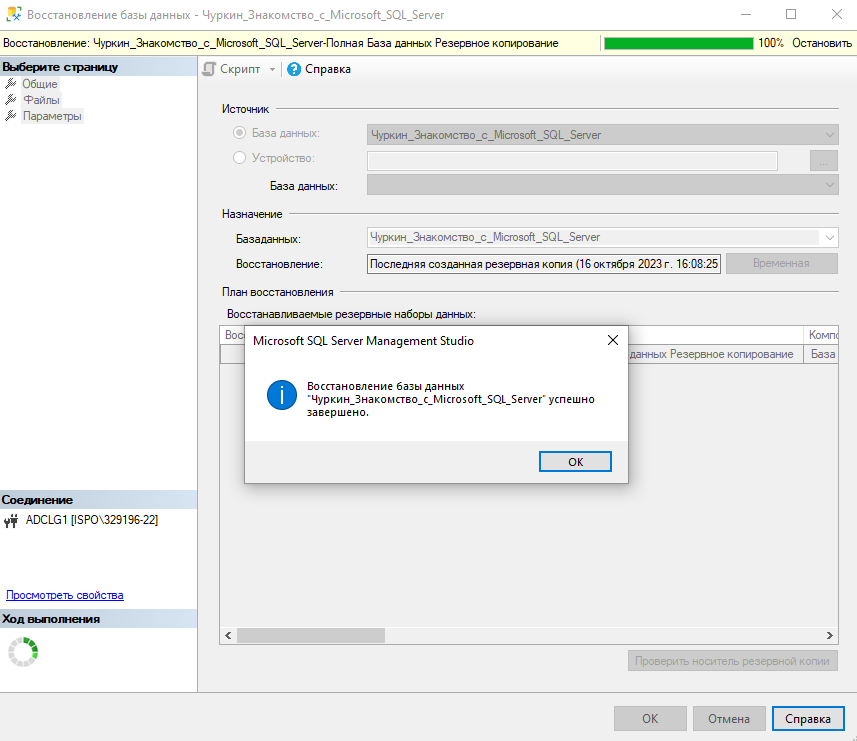 Восстановление базы данных - Чуркин_Знакомство_с_Microsoft_SQL_Server
Восстановление: Чуркин_Знакомство_с_Microsoft_SQL_Server-Полная База данных Резервное копирование
100%
Остановить
Выберите страницу
Общие
Файлы
Параметры
Скрипт
Справка
Источник
База данных:
Чуркин_Знакомство_с_Microsoft_SQL_Server
Устройство:
...
База данных:
Назначение
Базаданных:
Чуркин_Знакомство_с_Microsoft_SQL_Server
Восстановление:
Последняя созданная резервная копия (16 октября 2023 г. 16:08:25
Временная
План восстановления
Восстанавливаемые резервные наборы данных:
данных Резервное копирование
База
Microsoft SQL Server Management Studio
Восстановление базы данных
"Чуркин_Знакомство_с_Microsoft_SQL_Server" успешно
завершено.
OK
Соединение
ADCLG1 [ISPO\329196-22]
Просмотреть свойства
Ход выполнения
Проверить носитель резервной копии
OK
Отмена
Справка